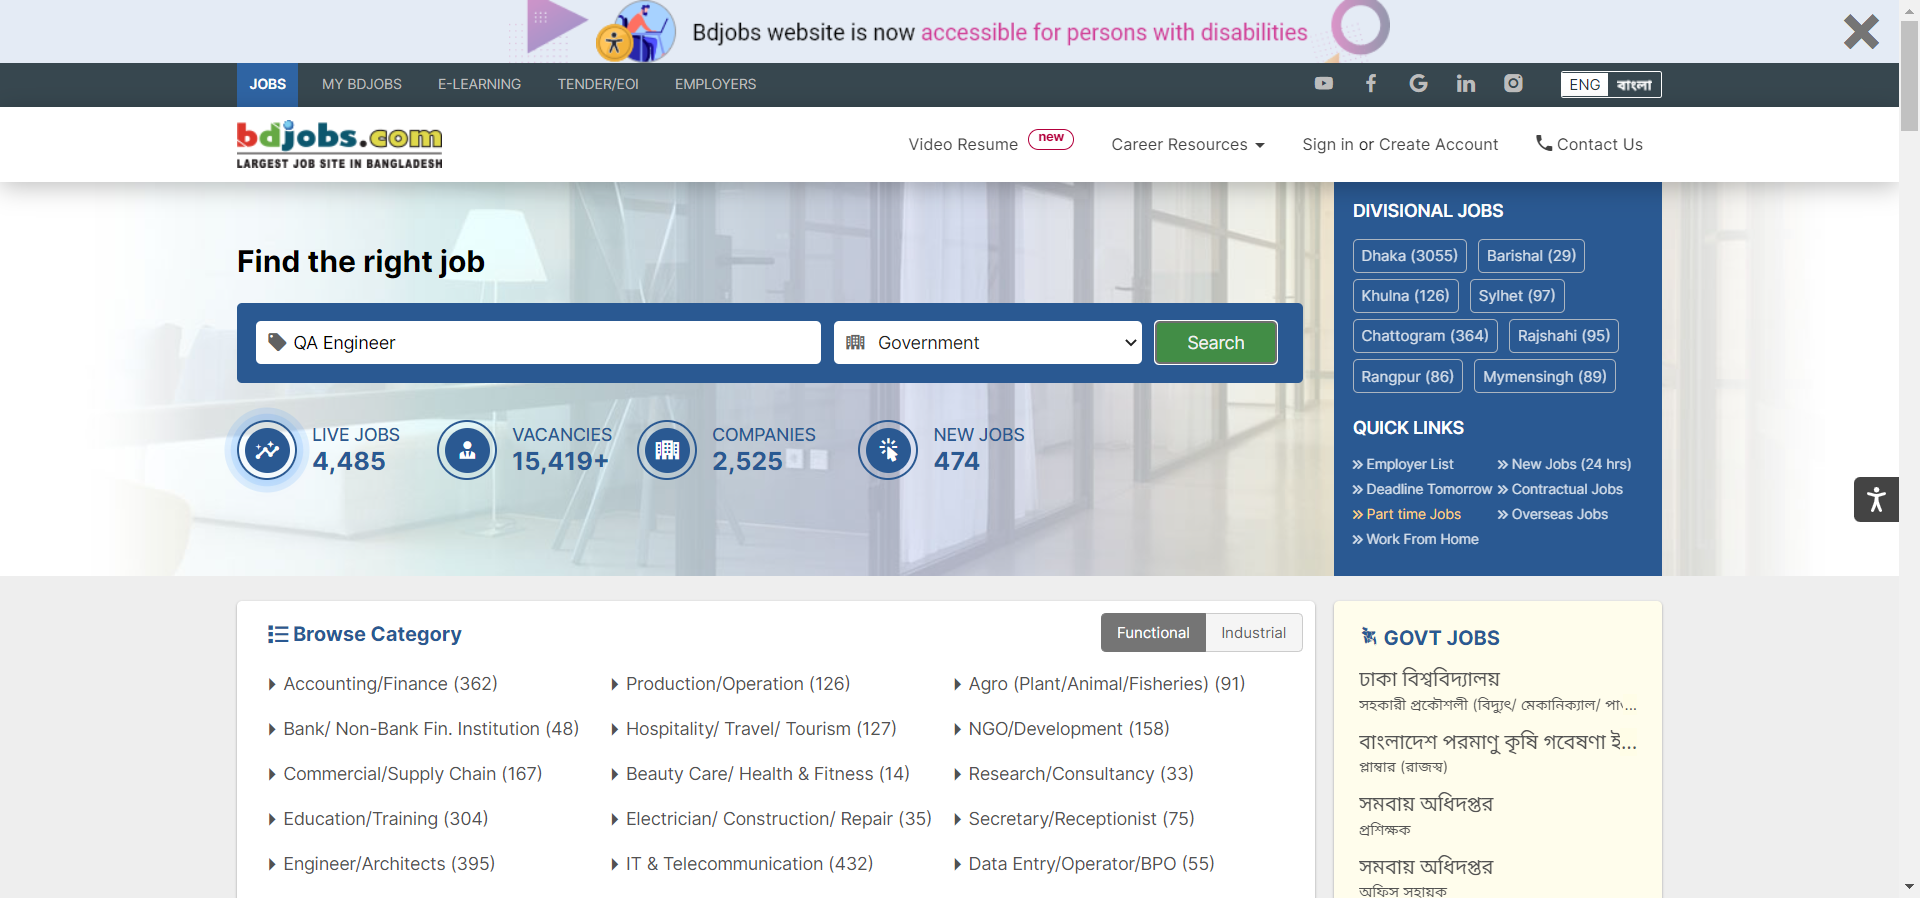 Bdjobs website is now accessible for persons with disabilities
JOBS MY BDJOBS E-LEARNING TENDER/EOI EMPLOYERS ENG বাংলা
bdjobs.com
LARGEST JOB SITE IN BANGLADESH
Video Resume new Career Resources Sign in or Create Account Contact Us
Find the right job
QA Engineer Government Search
LIVE JOBS
4,485
VACANCIES
15,419+
COMPANIES
2,525
NEW JOBS
474
DIVISIONAL JOBS
Dhaka (3055) Barishal (29)
Khulna (126) Sylhet (97)
Chattogram (364) Rajshahi (95)
Rangpur (86) Mymensingh (89)
QUICK LINKS
Employer List New Jobs (24 hrs)
Deadline Tomorrow Contractual Jobs
Part time Jobs Overseas Jobs
Work From Home
Browse Category Functional Industrial
Accounting/Finance (362) Production/Operation (126) Agro (Plant/Animal/Fisheries) (91)
Bank/ Non-Bank Fin. Institution (48) Hospitality/ Travel/ Tourism (127) NGO/Development (158)
Commercial/Supply Chain (167) Beauty Care/ Health & Fitness (14) Research/Consultancy (33)
Education/Training (304) Electrician/ Construction/ Repair (35) Secretary/Receptionist (75)
Engineer/Architects (395) IT & Telecommunication (432) Data Entry/Operator/BPO (55)
GOVT JOBS
ঢাকা বিশ্ববিদ্যালয়
সহকারী প্রকৌশলী (বিদ্যুৎ/ মেকানিক্যাল/ পা...
বাংলাদেশ পরমাণু কৃষি গবেষণা ই...
প্লাম্বার (রাজস্ব)
সমবায় অধিদপ্তর
প্রশিক্ষক
সমবায় অধিদপ্তর
অফিস সহায়ক